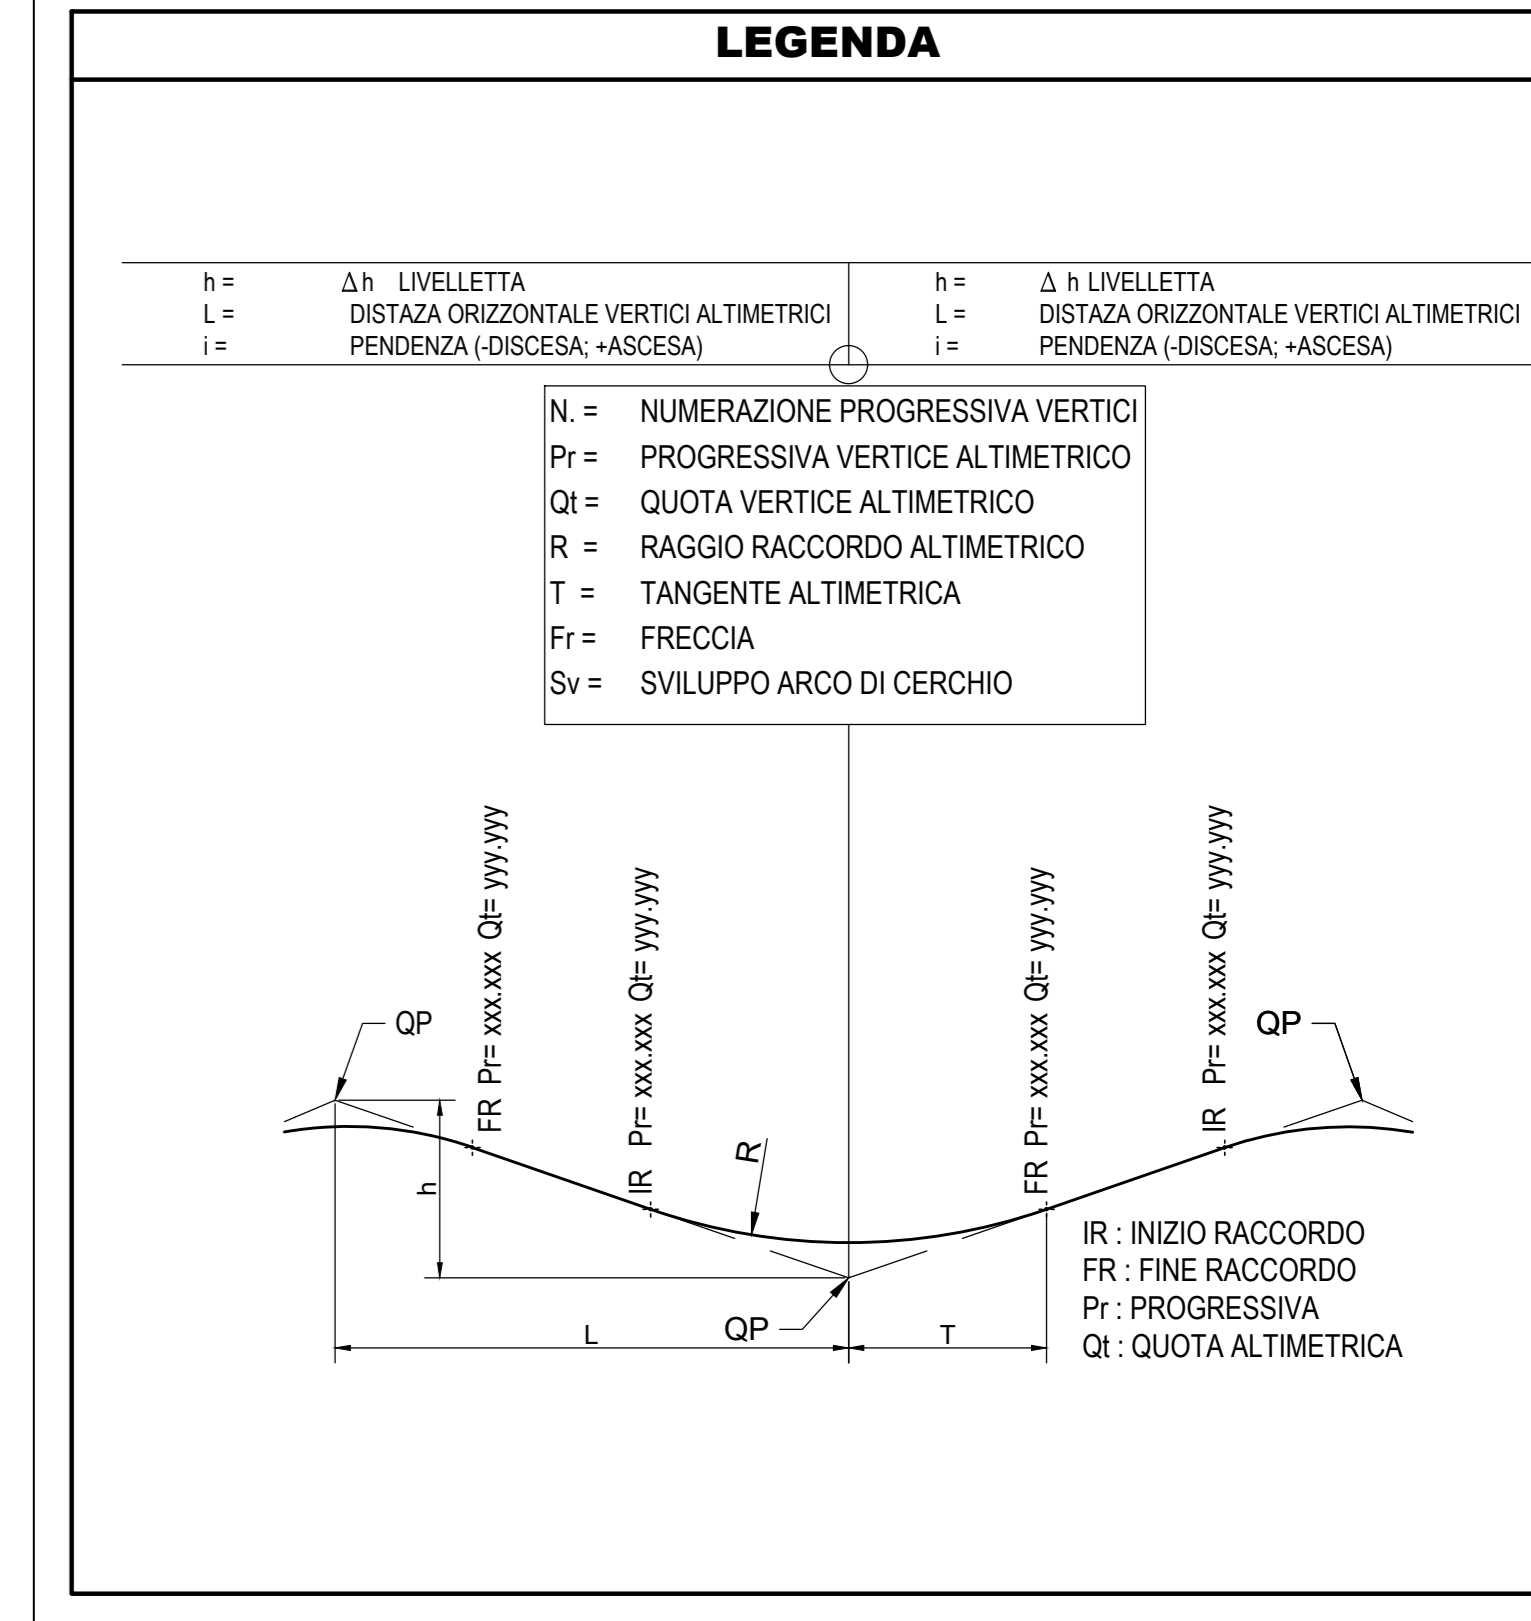 LEGENDA
h = Δ h LIVELLETTA
L = DISTAZA ORIZZONTALE VERTICI ALTIMETRICI
i = PENDENZA (-DISCESA; +ASCESA)
h = Δ h LIVELLETTA
L = DISTAZA ORIZZONTALE VERTICI ALTIMETRICI
i = PENDENZA (-DISCESA; +ASCESA)
N. = NUMERAZIONE PROGRESSIVA VERTICI
Pr = PROGRESSIVA VERTICE ALTIMETRICO
Qt = QUOTA VERTICE ALTIMETRICO
R = RAGGIO RACCORDO ALTIMETRICO
T = TANGENTE ALTIMETRICA
Fr = FRECCIA
Sv = SVILUPPO ARCO DI CERCHIO
QP
FR Pr= xxx.xxx Qt= yyy.yyy
IR Pr= xxx.xxx Qt= yyy.yyy
FR Pr= xxx.xxx Qt= yyy.yyy
IR Pr= xxx.xxx Qt= yyy.yyy
QP
h
R
L
QP
T
IR : INIZIO RACCORDO
FR : FINE RACCORDO
Pr : PROGRESSIVA
Qt : QUOTA ALTIMETRICA